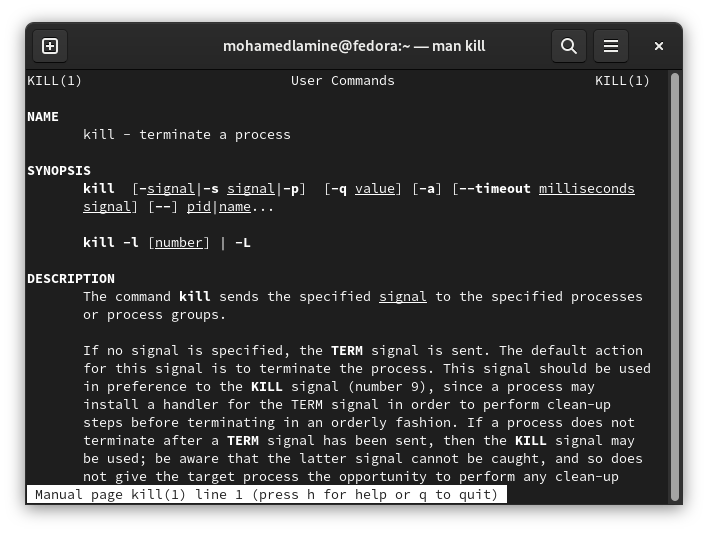 mohamedlamine@fedora:~ — man kill
KILL(1) User Commands KILL(1)
NAME
kill - terminate a process
SYNOPSIS
kill [-signal|-s signal|-p] [-q value] [-a] [--timeout milliseconds
signal] [--] pid|name...
kill -l [number] | -L
DESCRIPTION
The command kill sends the specified signal to the specified processes
or process groups.
If no signal is specified, the TERM signal is sent. The default action
for this signal is to terminate the process. This signal should be used
in preference to the KILL signal (number 9), since a process may
install a handler for the TERM signal in order to perform clean-up
steps before terminating in an orderly fashion. If a process does not
terminate after a TERM signal has been sent, then the KILL signal may
be used; be aware that the latter signal cannot be caught, and so does
not give the target process the opportunity to perform any clean-up
Manual page kill(1) line 1 (press h for help or q to quit)